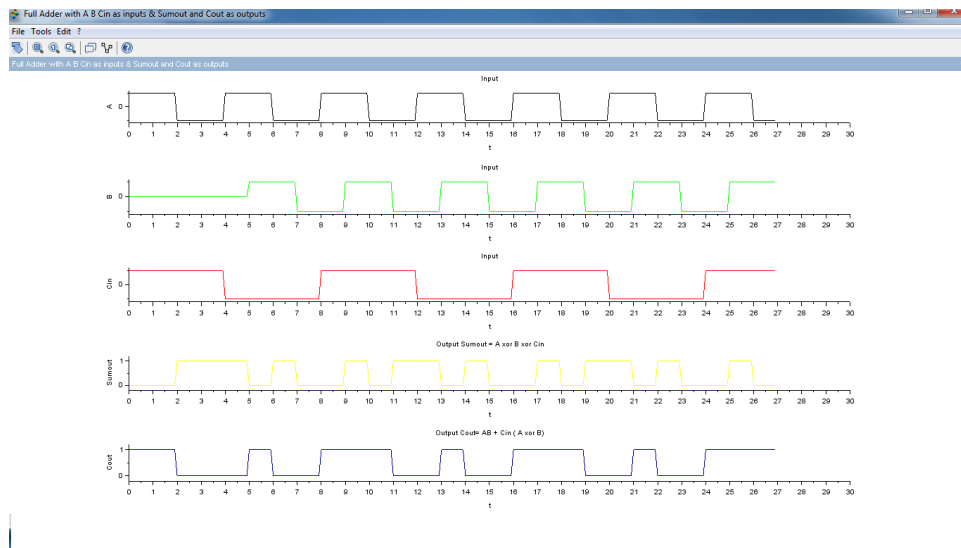 Full Adder with A B Cin as inputs & Sumout and Cout as outputs
File Tools Edit ?
Full Adder with A B Cin as inputs & Sumout and Cout as outputs
Input
A
0
0 1 2 3 4 5 6 7 8 9 10 11 12 13 14 15 16 17 18 19 20 21 22 23 24 25 26 27 28 29 30
t
Input
B
0
0 1 2 3 4 5 6 7 8 9 10 11 12 13 14 15 16 17 18 19 20 21 22 23 24 25 26 27 28 29 30
t
Input
Cin
0
0 1 2 3 4 5 6 7 8 9 10 11 12 13 14 15 16 17 18 19 20 21 22 23 24 25 26 27 28 29 30
t
Output Sumout = A xor B xor Cin
Sumout
1
0
0 1 2 3 4 5 6 7 8 9 10 11 12 13 14 15 16 17 18 19 20 21 22 23 24 25 26 27 28 29 30
t
Output Cout= AB + Cin ( A xor B)
Cout
1
0
0 1 2 3 4 5 6 7 8 9 10 11 12 13 14 15 16 17 18 19 20 21 22 23 24 25 26 27 28 29 30
t